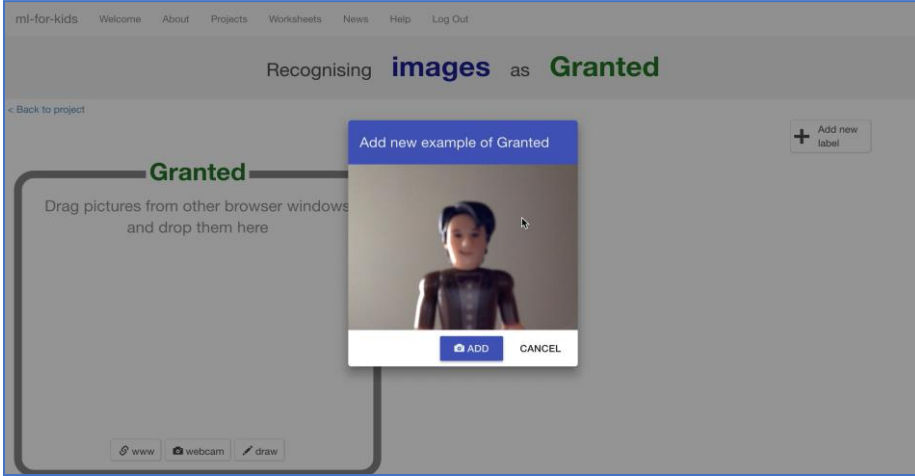 ml-for-kids Welcome About Projects Worksheets News Help Log Out
Recognising images as Granted
< Back to project
Add new
label
Granted
Drag pictures from other browser windows
and drop them here
www webcam draw
Add new example of Granted
ADD CANCEL